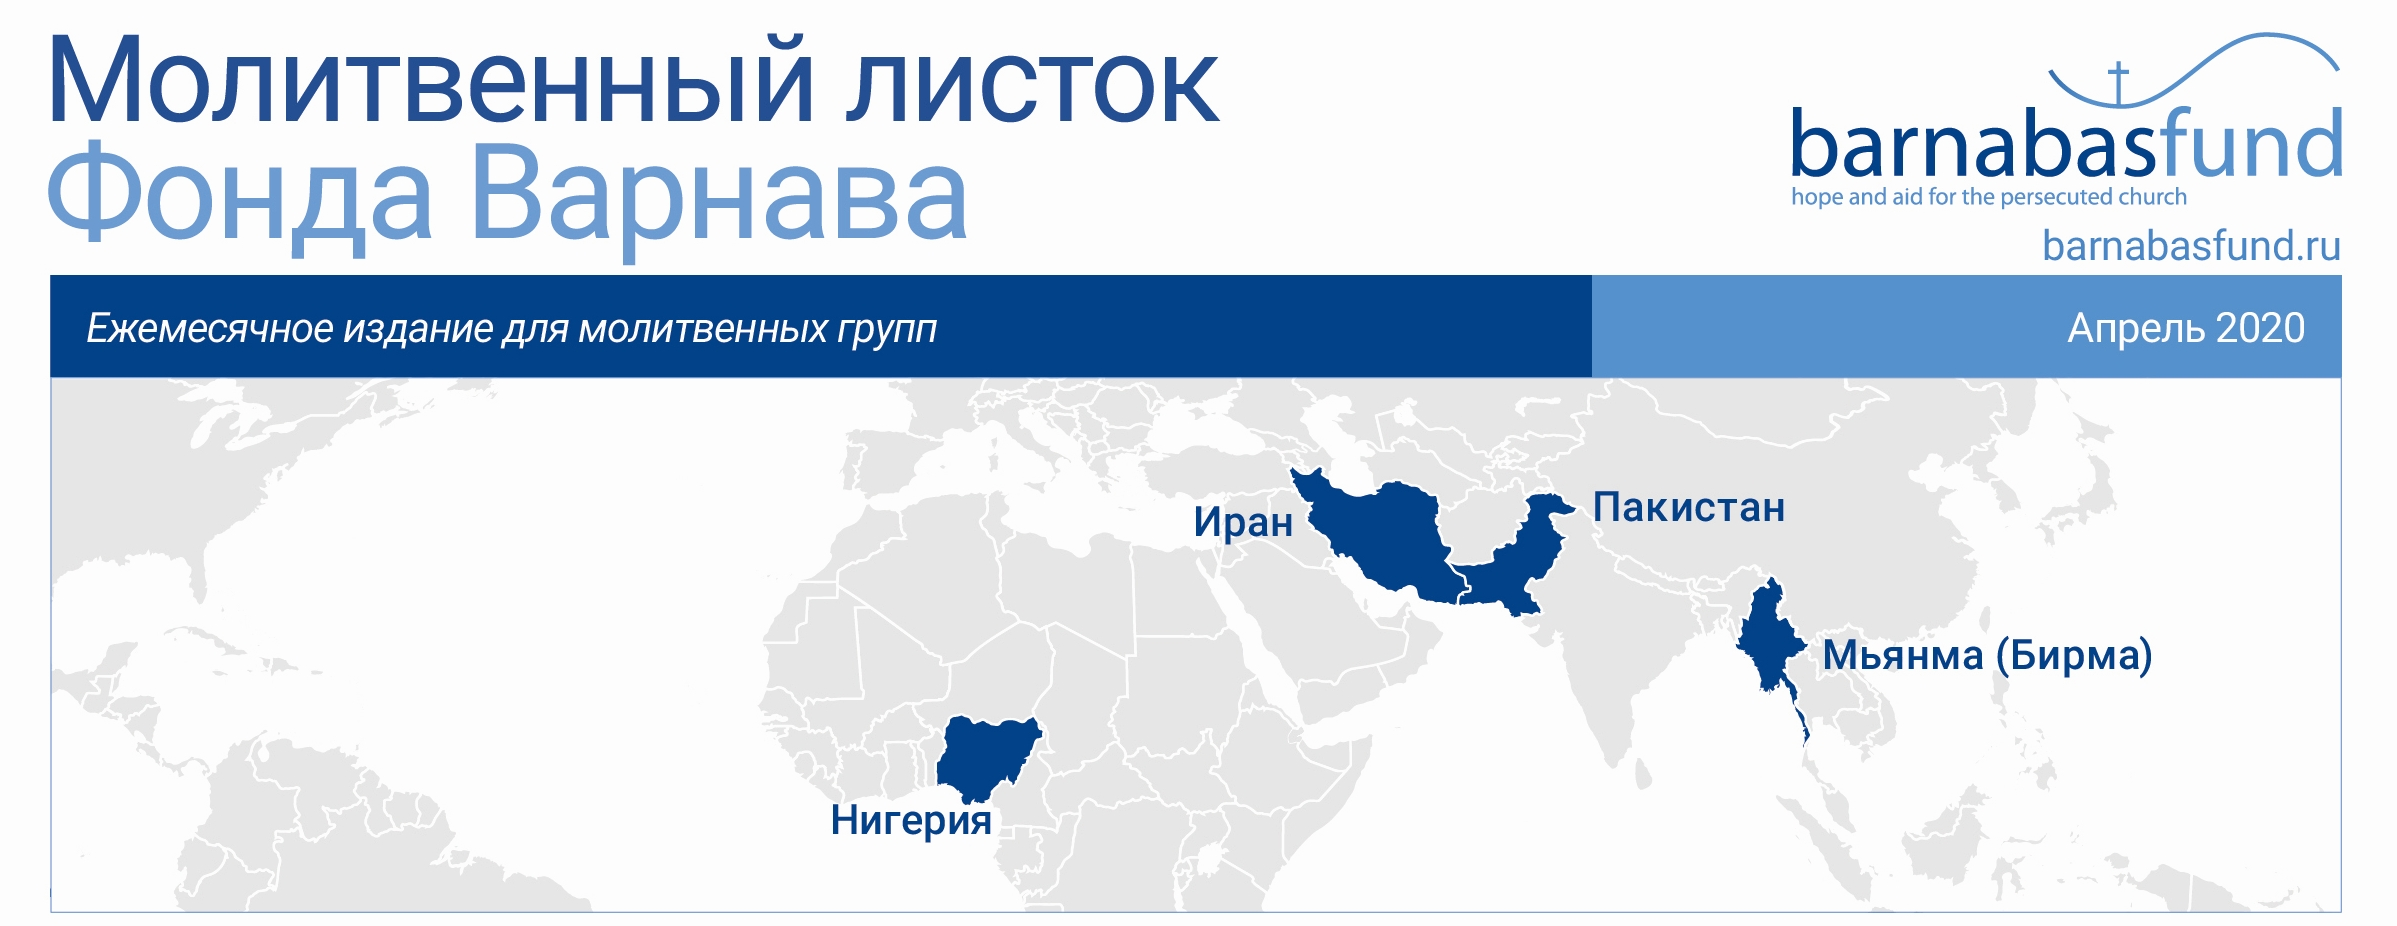 Молитвенный листок
Фонда Варнава
barnabasfund
hope and aid for the persecuted church
barnabasfund.ru
Ежемесячное издание для молитвенных групп
Апрель 2020
Иран
Пакистан
Мьянма (Бирма)
Нигерия